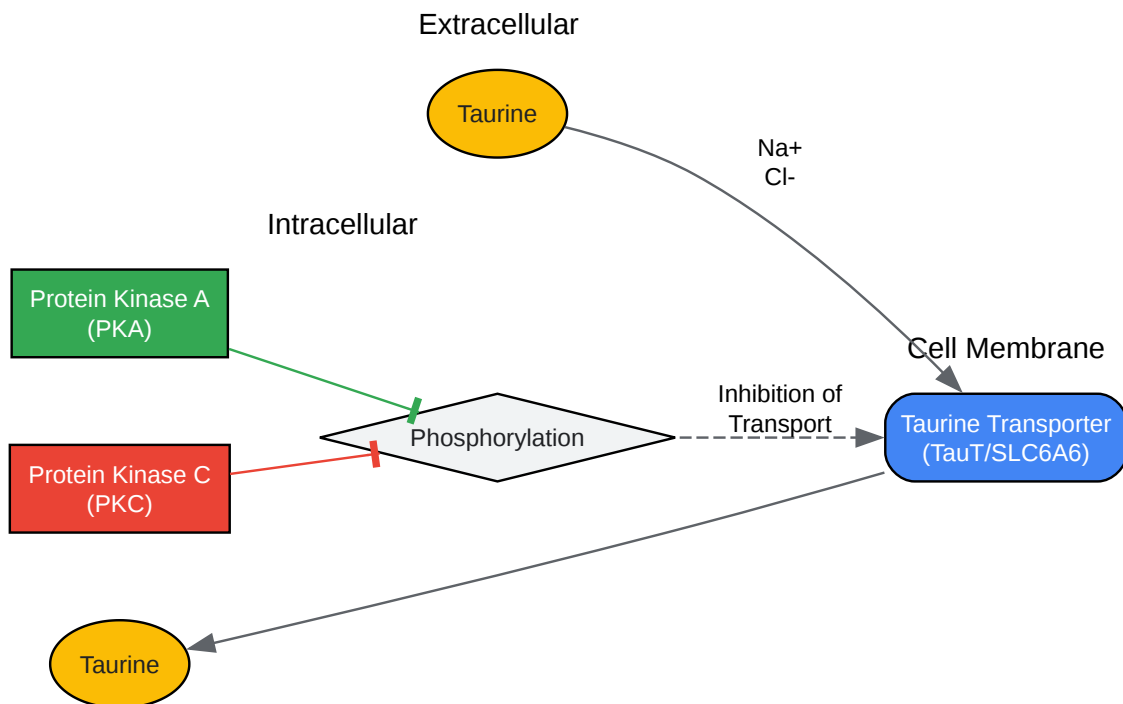 Extracellular
Taurine
Na+
Cl-
Intracellular
Protein Kinase A
(PKA)
Cell Membrane
Inhibition of
Transport
Taurine Transporter
(TauT/SLC6A6)
Phosphorylation
Protein Kinase C
(PKC)
Taurine